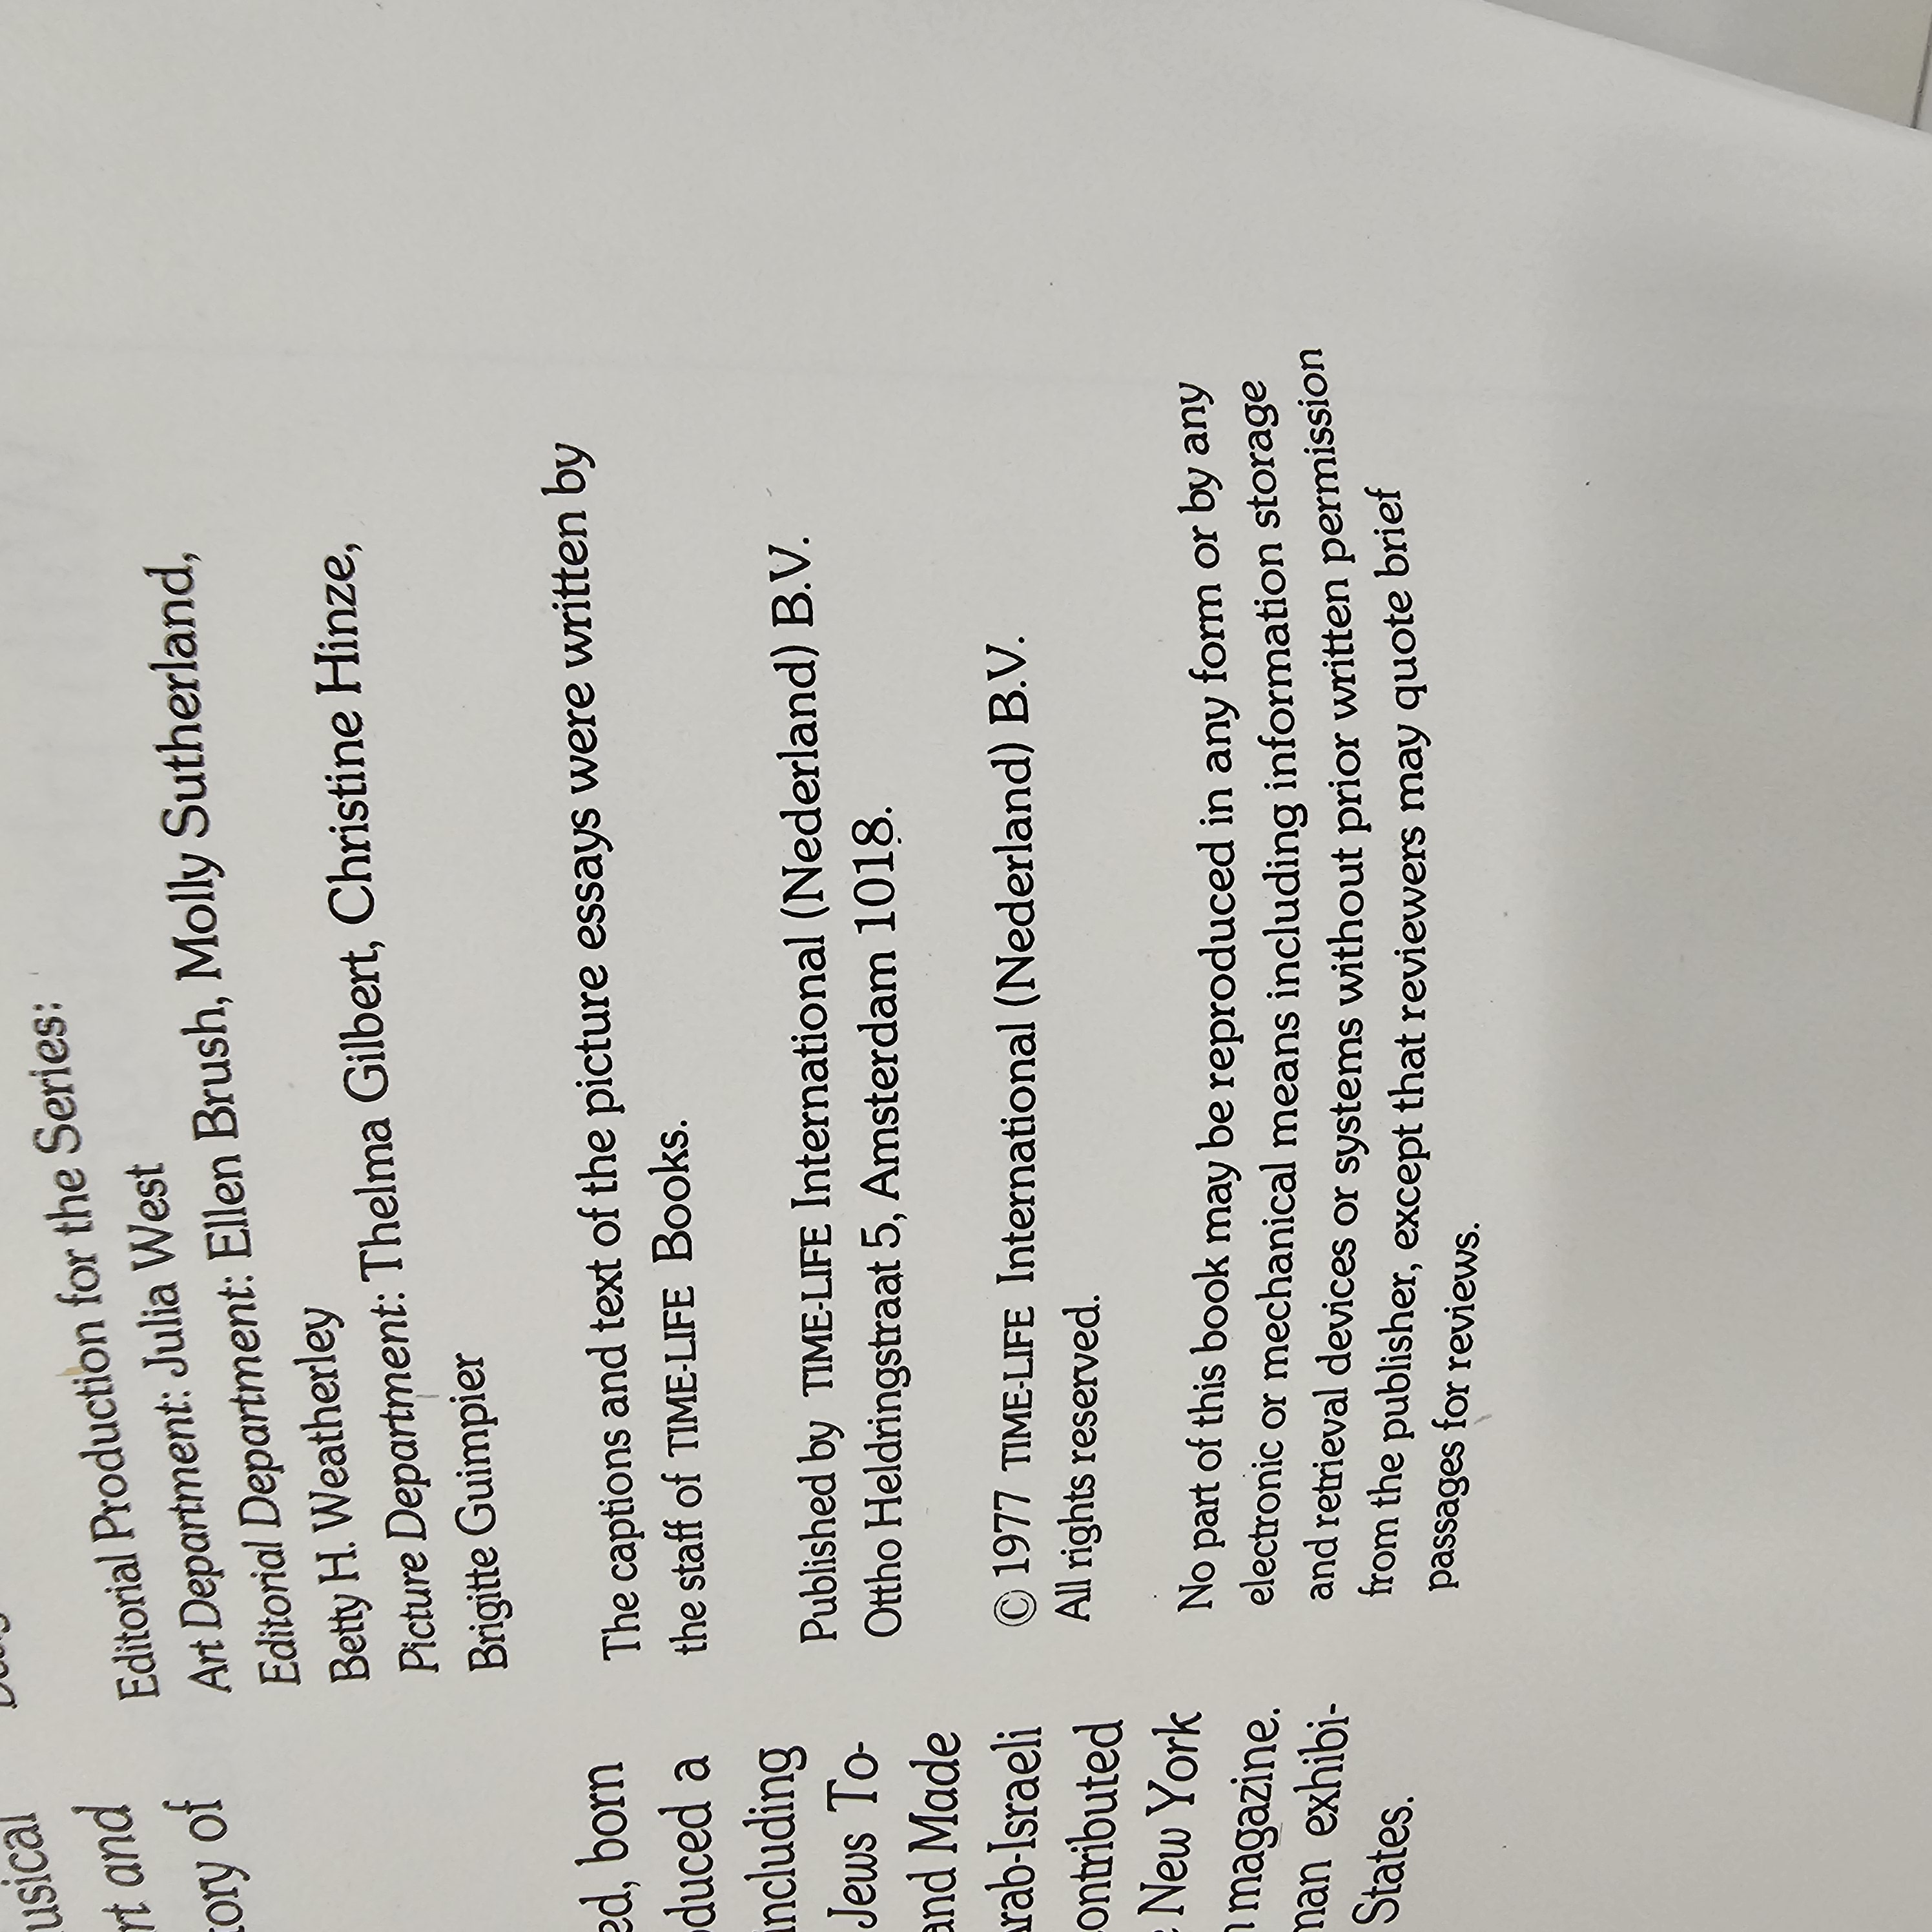 usical
rt and
ory of
ed, born
duced a
including
Jews To-
and Made
rab-Israeli
ontributed
New York
magazine.
man exhibi-
States.
Editorial Production for the Series:
Art Department: Julia West
Editorial Department: Ellen Brush, Molly Sutherland,
Betty H. Weatherley
Picture Department: Thelma Gilbert, Christine Hinze,
Brigitte Guimpier
The captions and text of the picture essays were written by
the staff of TIME-LIFE Books.
Published by TIME-LIFE International (Nederland) B.V.
Ottho Heldringstraat 5, Amsterdam 1018.
© 1977 TIME-LIFE International (Nederland) B.V.
All rights reserved.
No part of this book may be reproduced in any form or by any
electronic or mechanical means including information storage
and retrieval devices or systems without prior written permission
from the publisher, except that reviewers may quote brief
passages for reviews.